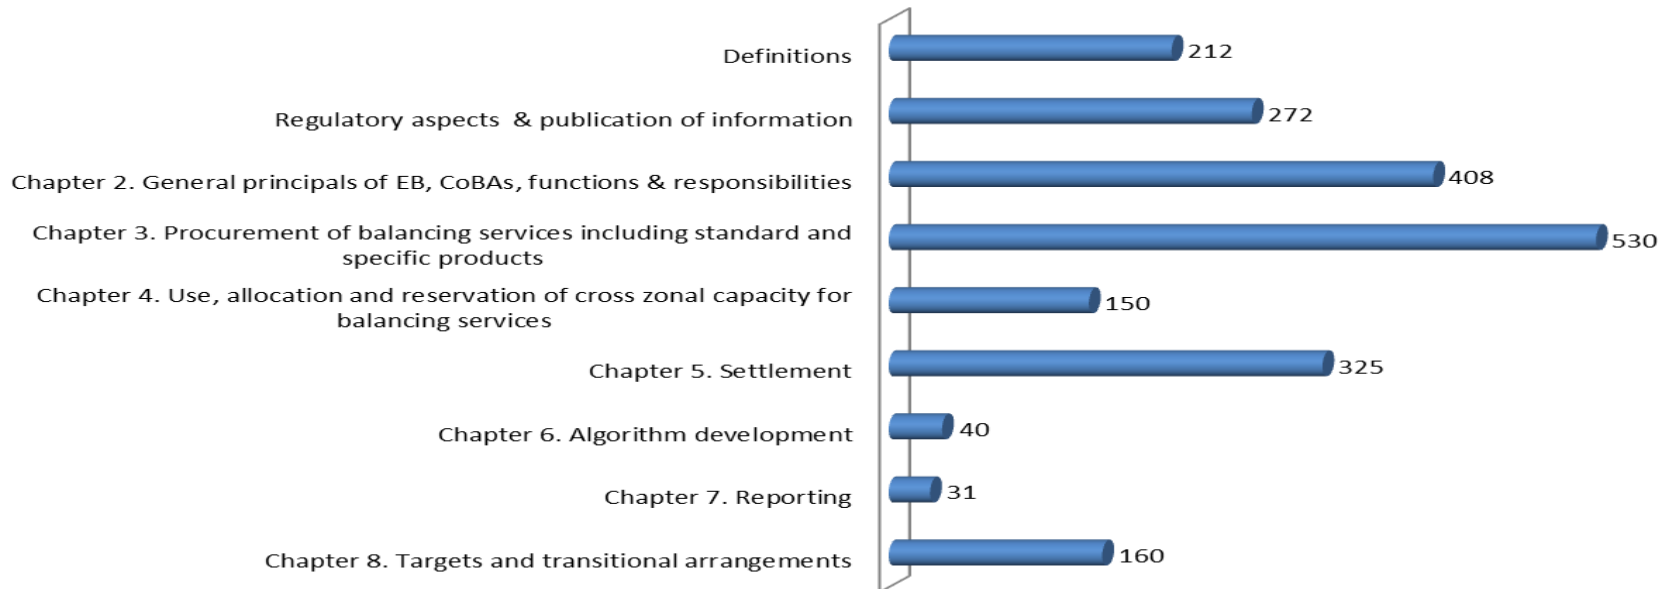 Definitions 212
Regulatory aspects & publication of information 272
Chapter 2. General principals of EB, CoBAs, functions & responsibilities 408
Chapter 3. Procurement of balancing services including standard and
specific products 530
Chapter 4. Use, allocation and reservation of cross zonal capacity for
balancing services 150
Chapter 5. Settlement 325
Chapter 6. Algorithm development 40
Chapter 7. Reporting 31
Chapter 8. Targets and transitional arrangements 160